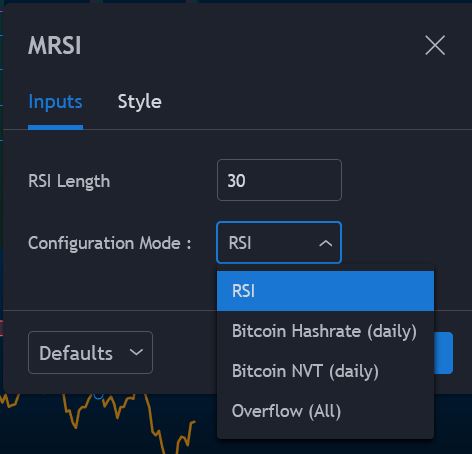 MRSI
Inputs Style
RSI Length 30
Configuration Mode : RSI
RSI
Bitcoin Hashrate (daily)
Bitcoin NVT (daily)
Overflow (All)
Defaults